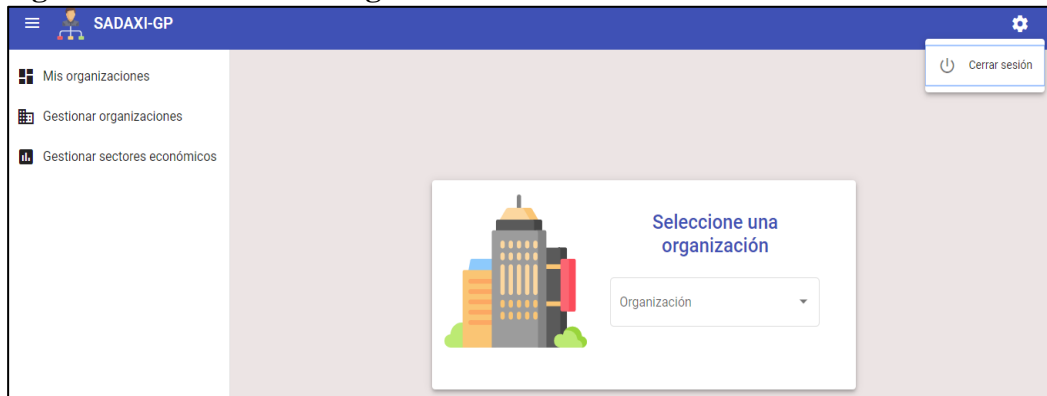 SADAXI-GP
Cerrar sesión
Mis organizaciones
Gestionar organizaciones
Gestionar sectores económicos
Seleccione una
organización
Organización